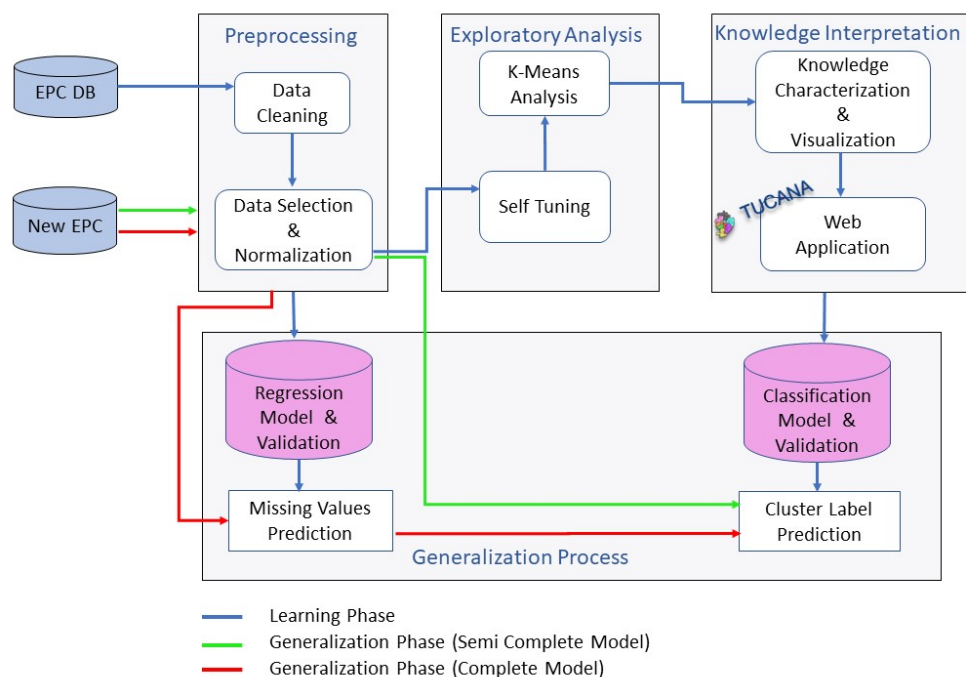 Preprocessing
Exploratory Analysis
Knowledge Interpretation
EPC DB
Data
Cleaning
K-Means
Analysis
Knowledge
Characterization
&
Visualization
New EPC
Data Selection
&
Normalization
Self Tuning
TUCANA
Web
Application
Regression
Model &
Validation
Classification
Model &
Validation
Missing Values
Prediction
Cluster Label
Prediction
Generalization Process
Learning Phase
Generalization Phase (Semi Complete Model)
Generalization Phase (Complete Model)